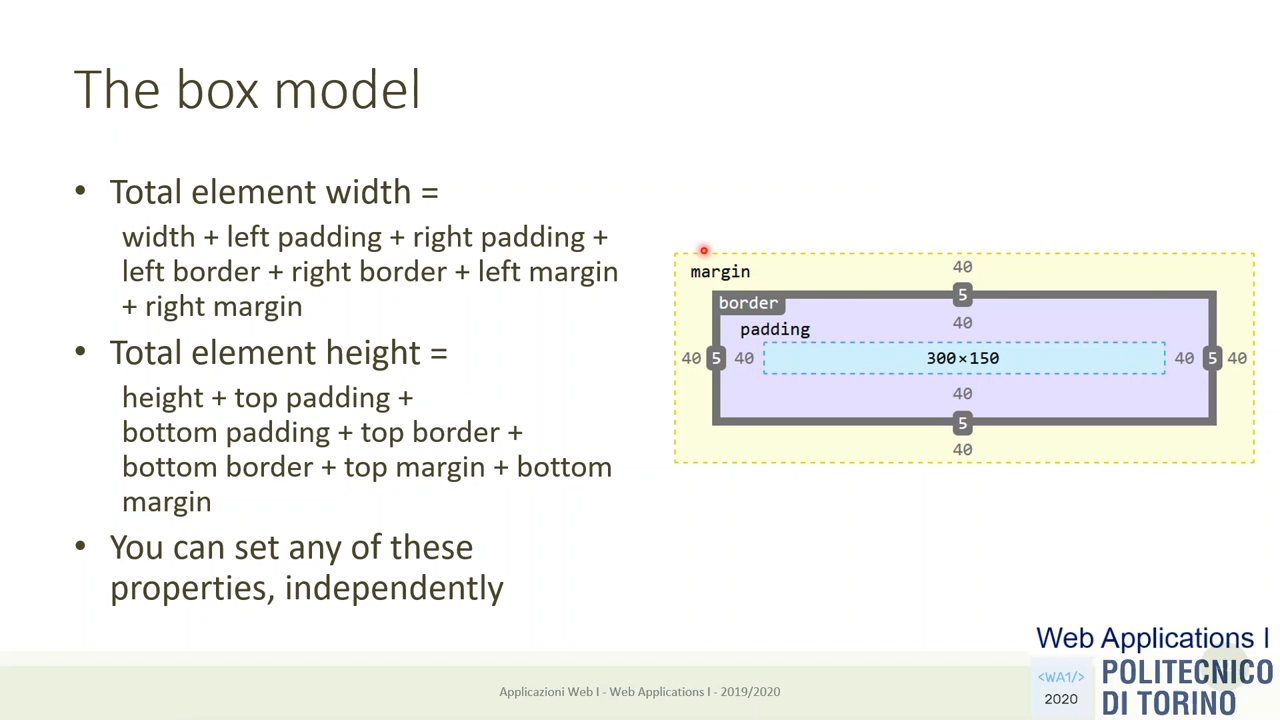 The box model
• Total element width =
width + left padding + right padding +
left border + right border + left margin
+ right margin
• Total element height =
height + top padding +
bottom padding + top border +
bottom border + top margin + bottom
margin
• You can set any of these
properties, independently
margin
40
border
5
padding
40
40 5 40 300×150 40 5 40
40
5
40
Applicazioni Web I - Web Applications I - 2019/2020
Web Applications I
<WA1/>
2020
POLITECNICO
DI TORINO